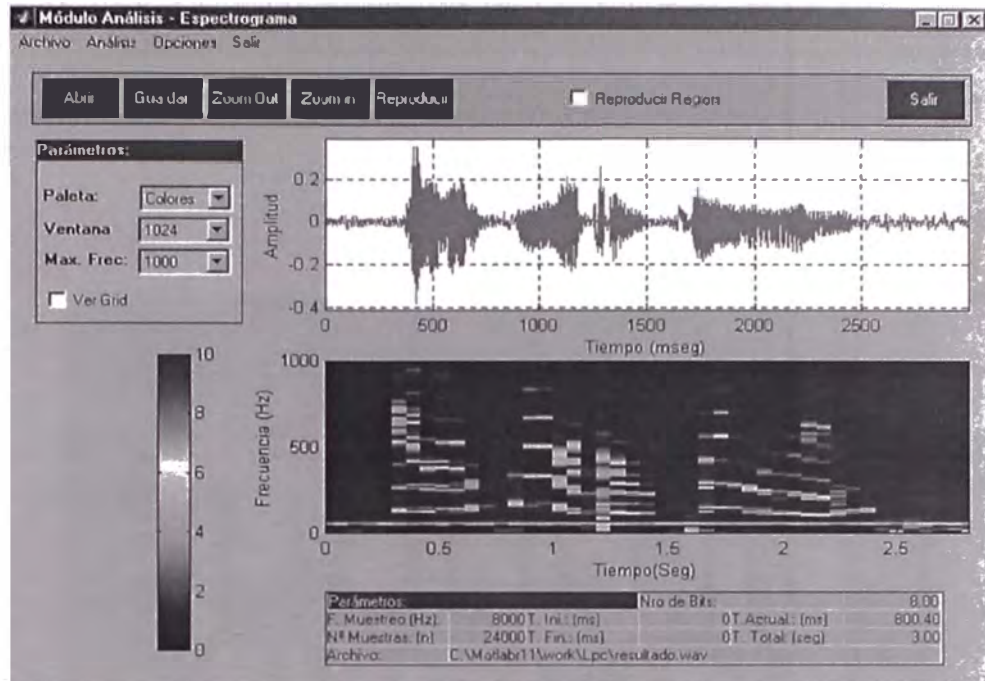 Módulo Análisis - Espectrograma
Archivo Análisis Opciones Salir
Abrir Guardar Zoom Out Zoom in Reproducir Reproducir Region Salir
Parámetros:
Paleta: Colores
Ventana 1024
Max. Frec: 1000
Ver Grid
Amplitud
0.2
0
-0.2
-0.4
0 500 1000 1500 2000 2500
Tiempo (mseg)
10
8
6
4
2
0
Frecuencia (Hz)
1000
500
0
0 0.5 1 1.5 2 2.5
Tiempo(Seg)
Parámetros: Nro de Bits: 8.00
F. Muestreo (Hz): 8000 T. Ini.: (ms) 0 T.Actual.: (ms) 800.40
Nº Muestras: (n) 24000 T. Fin.: (ms) 0 T. Total: (seg) 3.00
Archivo: C:\Matlabr11\work\Lpc\resultado.wav